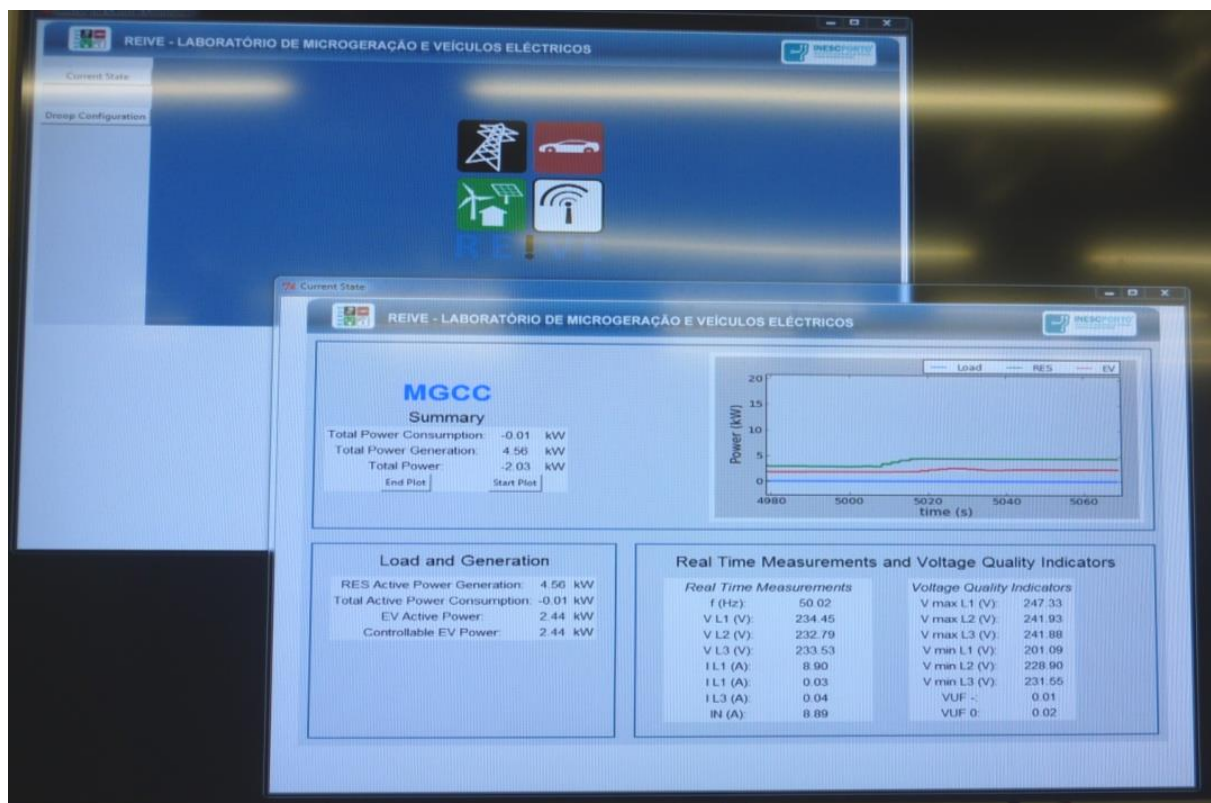 REIVE - LABORATÓRIO DE MICROGERAÇÃO E VEÍCULOS ELÉCTRICOS
INESCPORTO
Current State
Droop Configuration
REIVE
Current State
REIVE - LABORATÓRIO DE MICROGERAÇÃO E VEÍCULOS ELÉCTRICOS
INESCPORTO
MGCC
Summary
Total Power Consumption: -0.01 kW
Total Power Generation: 4.56 kW
Total Power: -2.03 kW
End Plot Start Plot
Load RES EV
20
15
10
5
0
Power (kW)
4980 5000 5020 5040 5060
time (s)
Load and Generation
RES Active Power Generation: 4.56 kW
Total Active Power Consumption: -0.01 kW
EV Active Power: 2.44 kW
Controllable EV Power: 2.44 kW
Real Time Measurements and Voltage Quality Indicators
Real Time Measurements
f (Hz): 50.02
V L1 (V): 234.45
V L2 (V): 232.79
V L3 (V): 233.53
I L1 (A): 8.90
I L1 (A): 0.03
I L3 (A): 0.04
IN (A): 8.89
Voltage Quality Indicators
V max L1 (V): 247.33
V max L2 (V): 241.93
V max L3 (V): 241.88
V min L1 (V): 201.09
V min L2 (V): 228.90
V min L3 (V): 231.55
VUF -: 0.01
VUF 0: 0.02